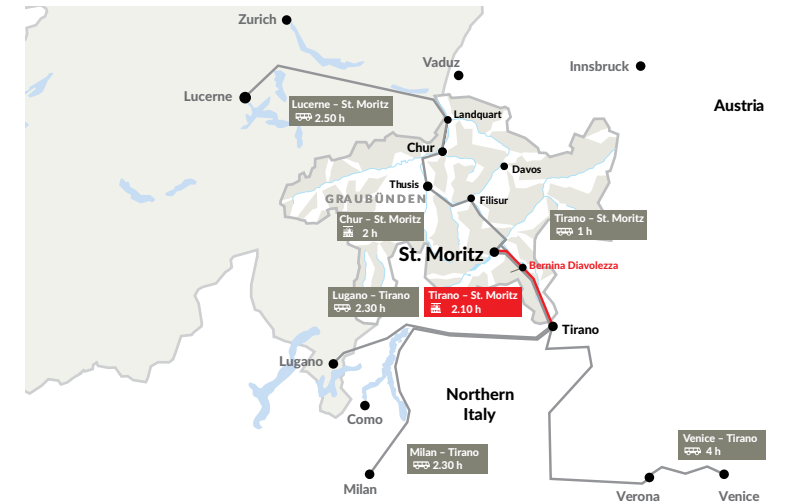 Zurich
Vaduz
Innsbruck
Lucerne
Austria
Lucerne – St. Moritz
2.50 h
Landquart
Chur
Davos
Thusis
GRAUBÜNDEN
Filisur
Chur – St. Moritz
2 h
Tirano – St. Moritz
1 h
St. Moritz
Bernina Diavolezza
Lugano – Tirano
2.30 h
Tirano – St. Moritz
2.10 h
Tirano
Lugano
Northern
Italy
Como
Milan – Tirano
2.30 h
Venice – Tirano
4 h
Milan
Verona
Venice